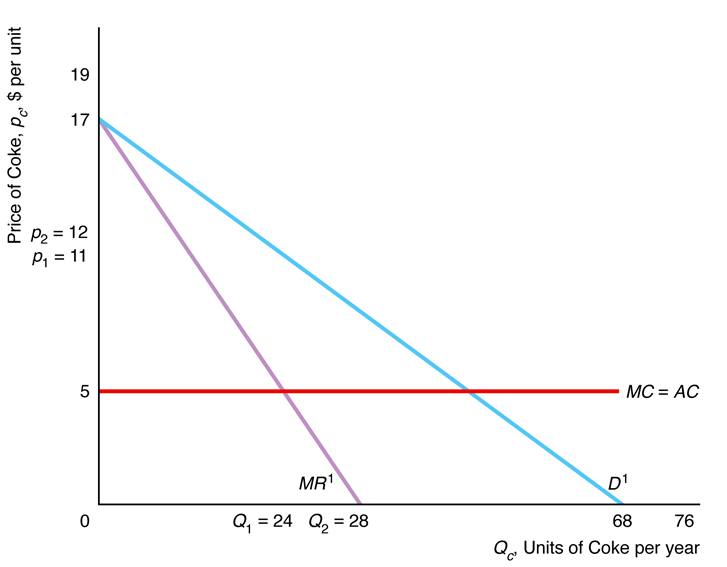 Price of Coke, pc, $ per unit
19
17
p2 = 12
p1 = 11
5
MC = AC
MR¹
D¹
0
Q1 = 24
Q2 = 28
68
76
Qc, Units of Coke per year